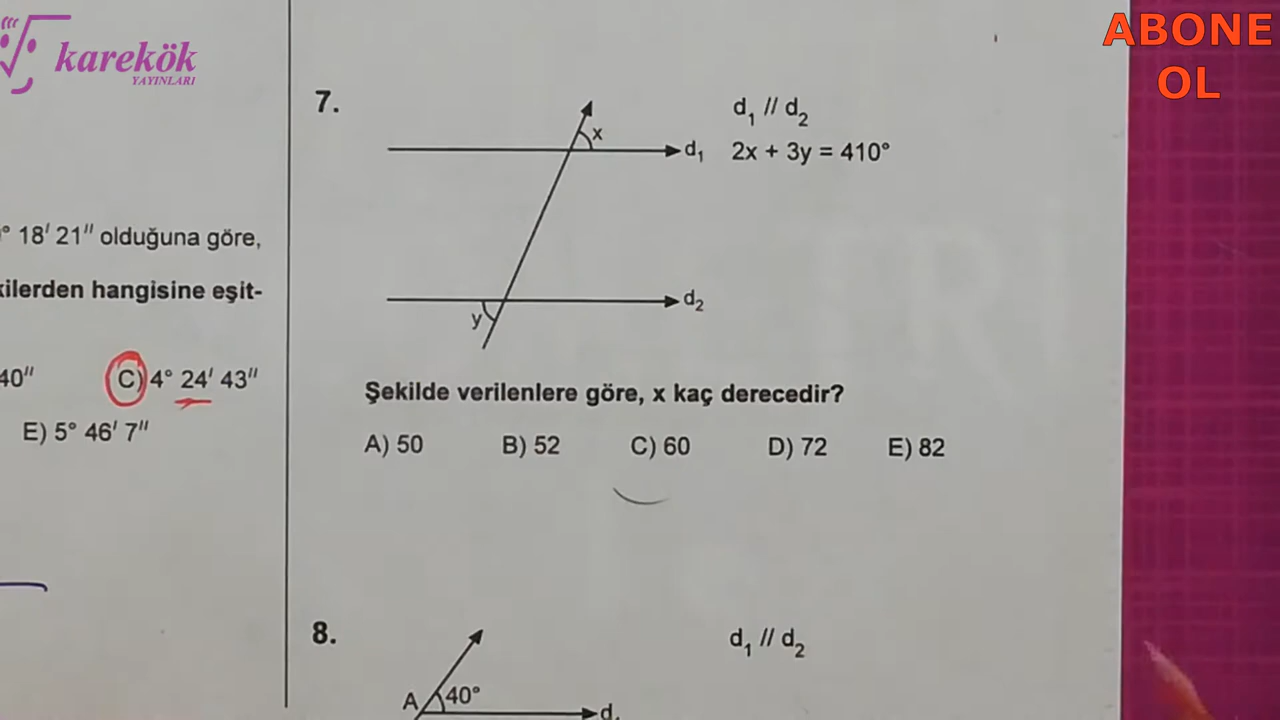 karekök
YAYINLARI
ABONE
OL
° 18' 21'' olduğuna göre,
kilerden hangisine eşit-
40''
C) 4° 24' 43''
E) 5° 46' 7''
7.
x
d₁
y
d₂
d₁ // d₂
2x + 3y = 410°
Şekilde verilenlere göre, x kaç derecedir?
A) 50 B) 52 C) 60 D) 72 E) 82
8.
A
40°
d₁ // d₂